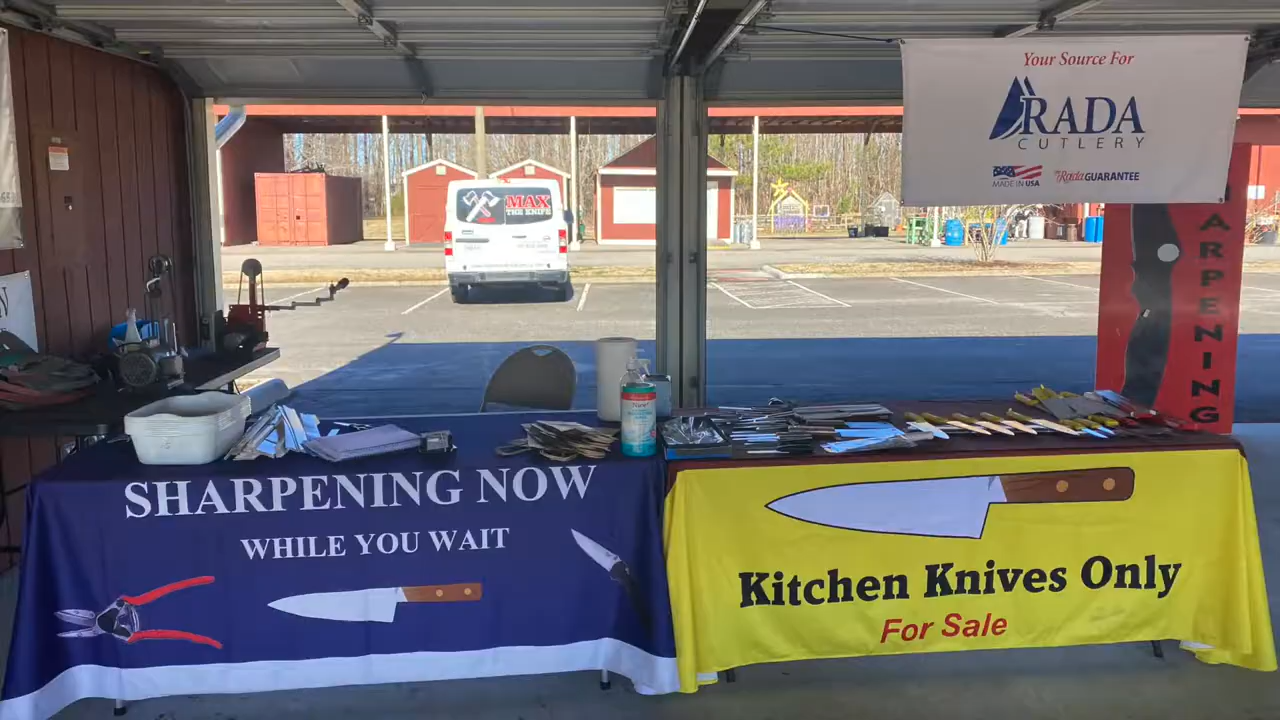 Your Source For
RADA
CUTLERY
MADE IN USA
The Rada GUARANTEE
MAX
THE KNIFE
ARPENING
SHARPENING NOW
WHILE YOU WAIT
Kitchen Knives Only
For Sale